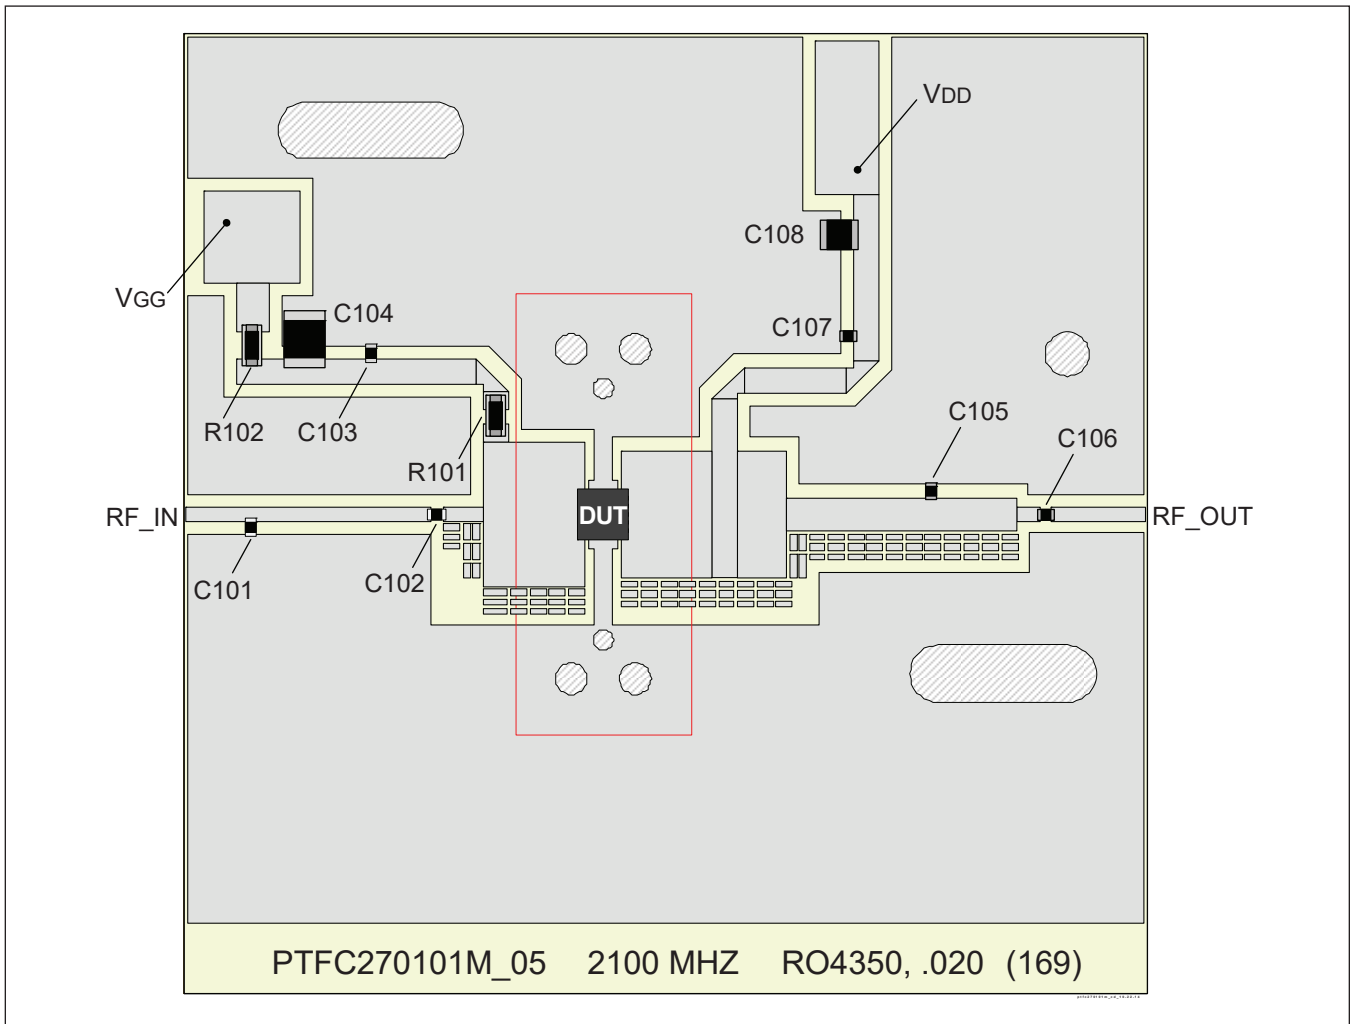 VDD
C108
VGG
C104
C107
R102
C103
C105
C106
R101
RF_IN
DUT
RF_OUT
C101
C102
PTFC270101M_05 2100 MHZ RO4350, .020 (169)